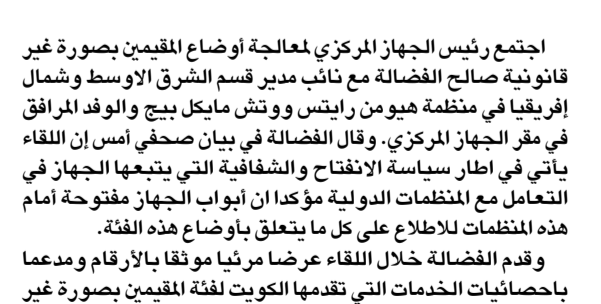 اجتمع رئيس الجهاز المركزي لمعالجة أوضاع المقيمين بصورة غير
قانونية صالح الفضالة مع نائب مدير قسم الشرق الاوسط وشمال
إفريقيا في منظمة هيومن رايتس ووتش مايكل بيج والوفد المرافق
في مقر الجهاز المركزي. وقال الفضالة في بيان صحفي أمس إن اللقاء
يأتي في اطار سياسة الانفتاح والشفافية التي يتبعها الجهاز في
التعامل مع المنظمات الدولية مؤكدا ان أبواب الجهاز مفتوحة أمام
هذه المنظمات للاطلاع على كل ما يتعلق بأوضاع هذه الفئة.
وقدم الفضالة خلال اللقاء عرضا مرئيا موثقا بالأرقام ومدعما
باحصائيات الخدمات التي تقدمها الكويت لفئة المقيمين بصورة غير